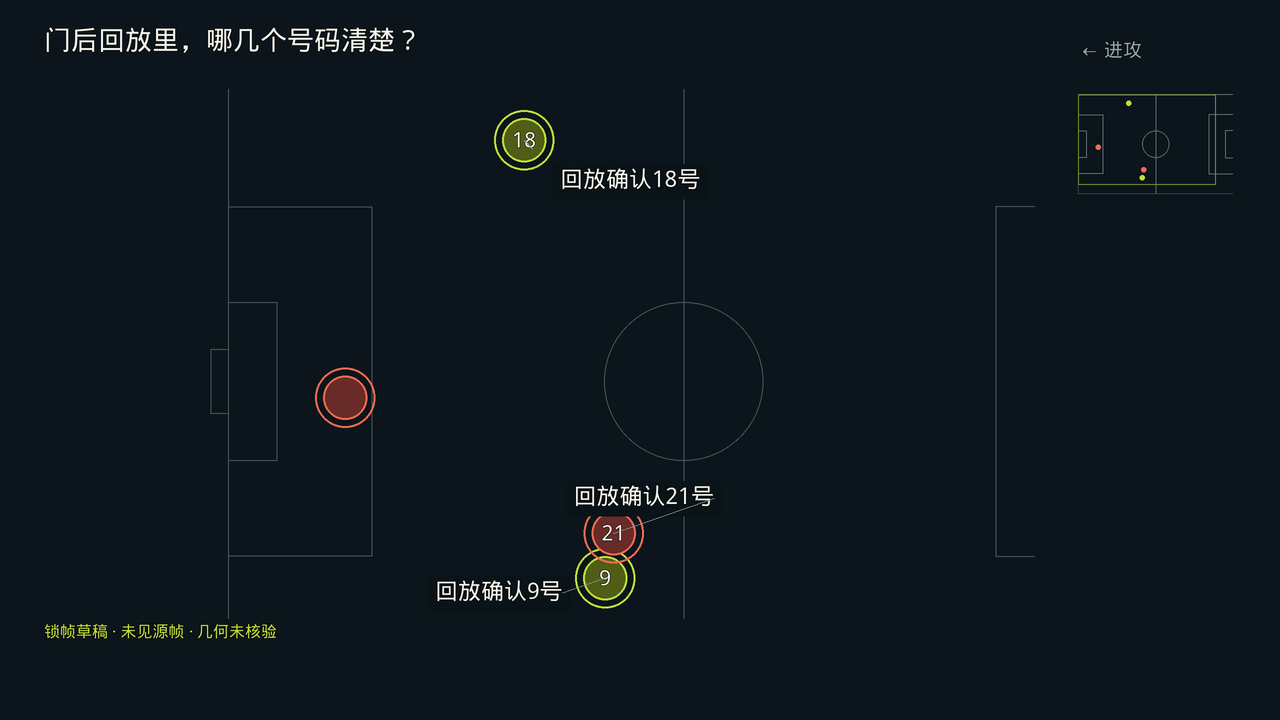 门后回放里，哪几个号码清楚？
← 进攻
18
回放确认18号
回放确认21号
21
9
回放确认9号
锁帧草稿 · 未见源帧 · 几何未核验